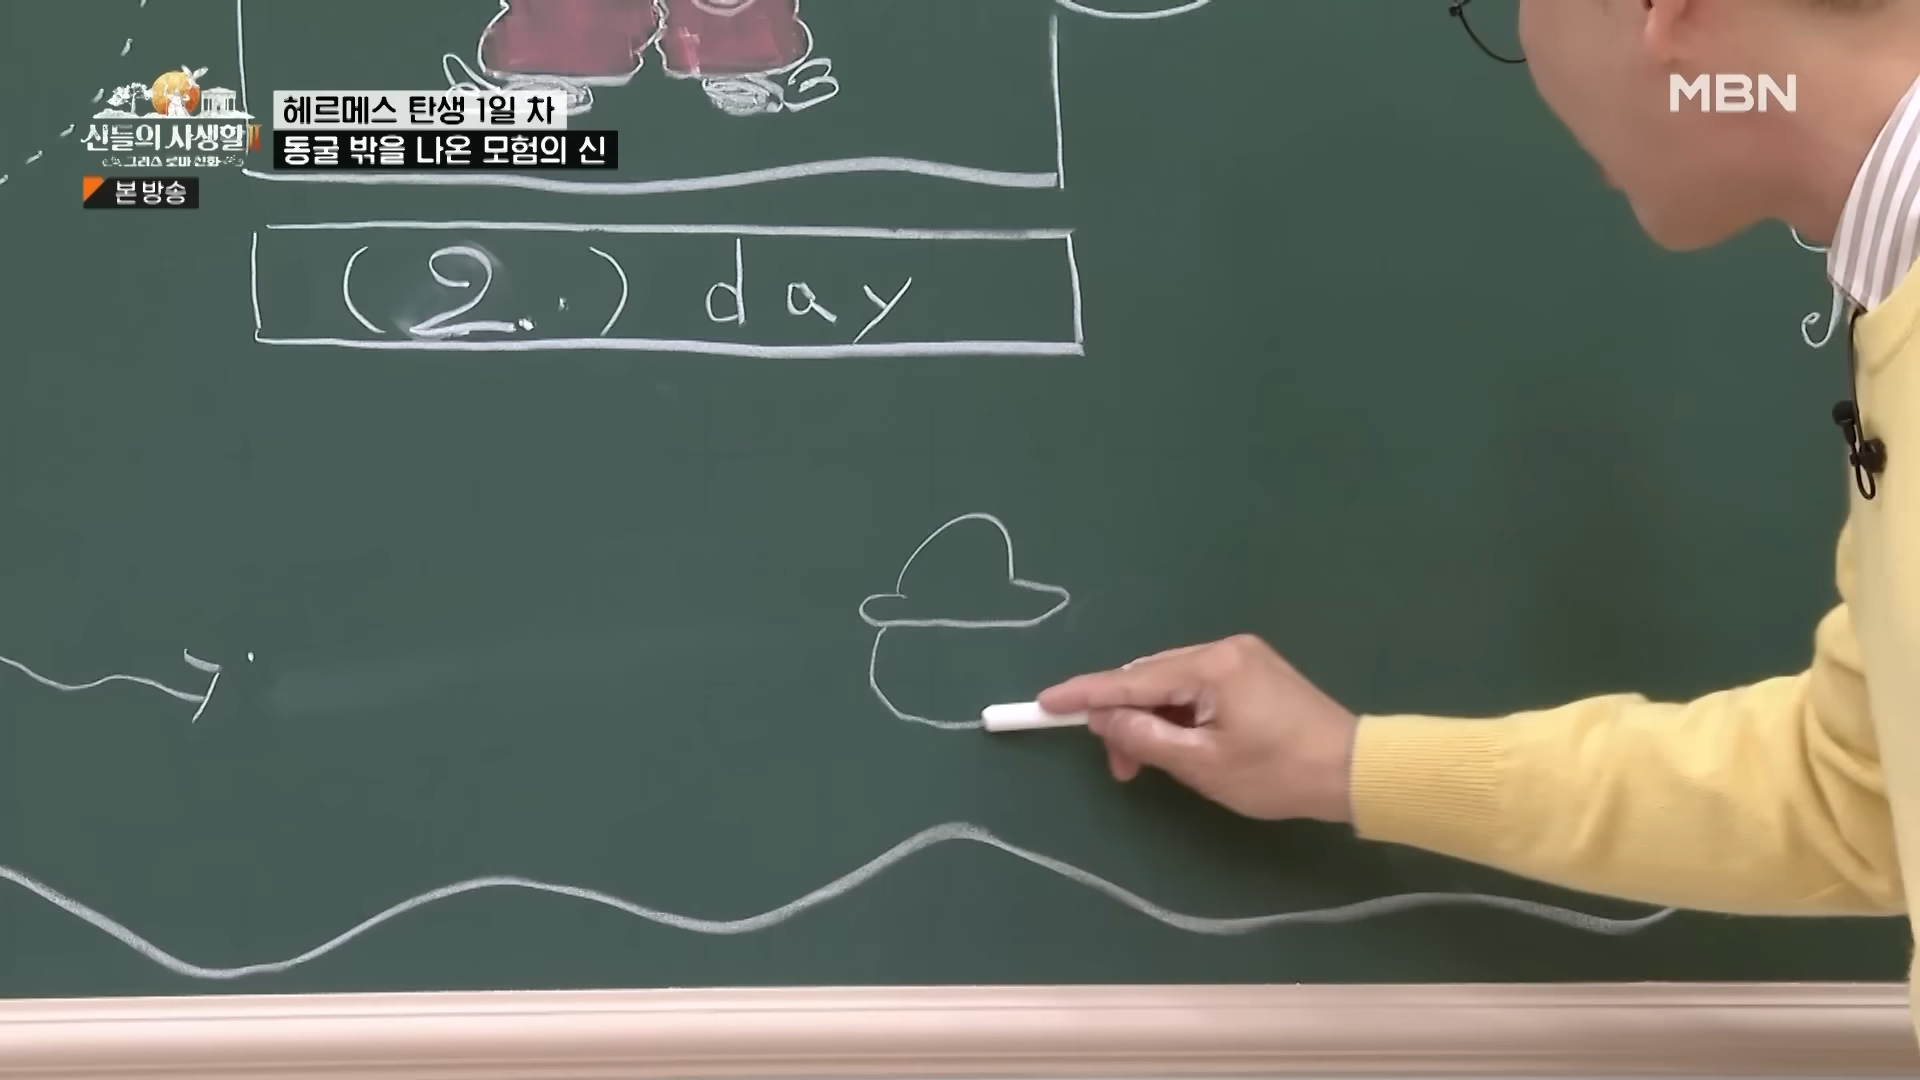 헤르메스 탄생 1일 차
동굴 밖을 나온 모험의 신
MBN
신들의 사생활 II
그리스 로마 신화
본방송
(2.) day